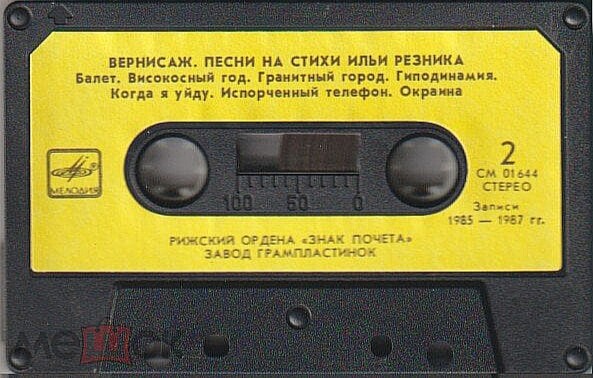 ВЕРНИСАЖ. ПЕСНИ НА СТИХИ ИЛЬИ РЕЗНИКА
Балет. Високосный год. Гранитный город. Гиподинамия.
Когда я уйду. Испорченный телефон. Окраина
МЕЛОДИЯ
2
СМ 01644
СТЕРЕО
Записи
1985 — 1987 гг.
100 50 0
РИЖСКИЙ ОРДЕНА «ЗНАК ПОЧЕТА»
ЗАВОД ГРАМПЛАСТИНОК